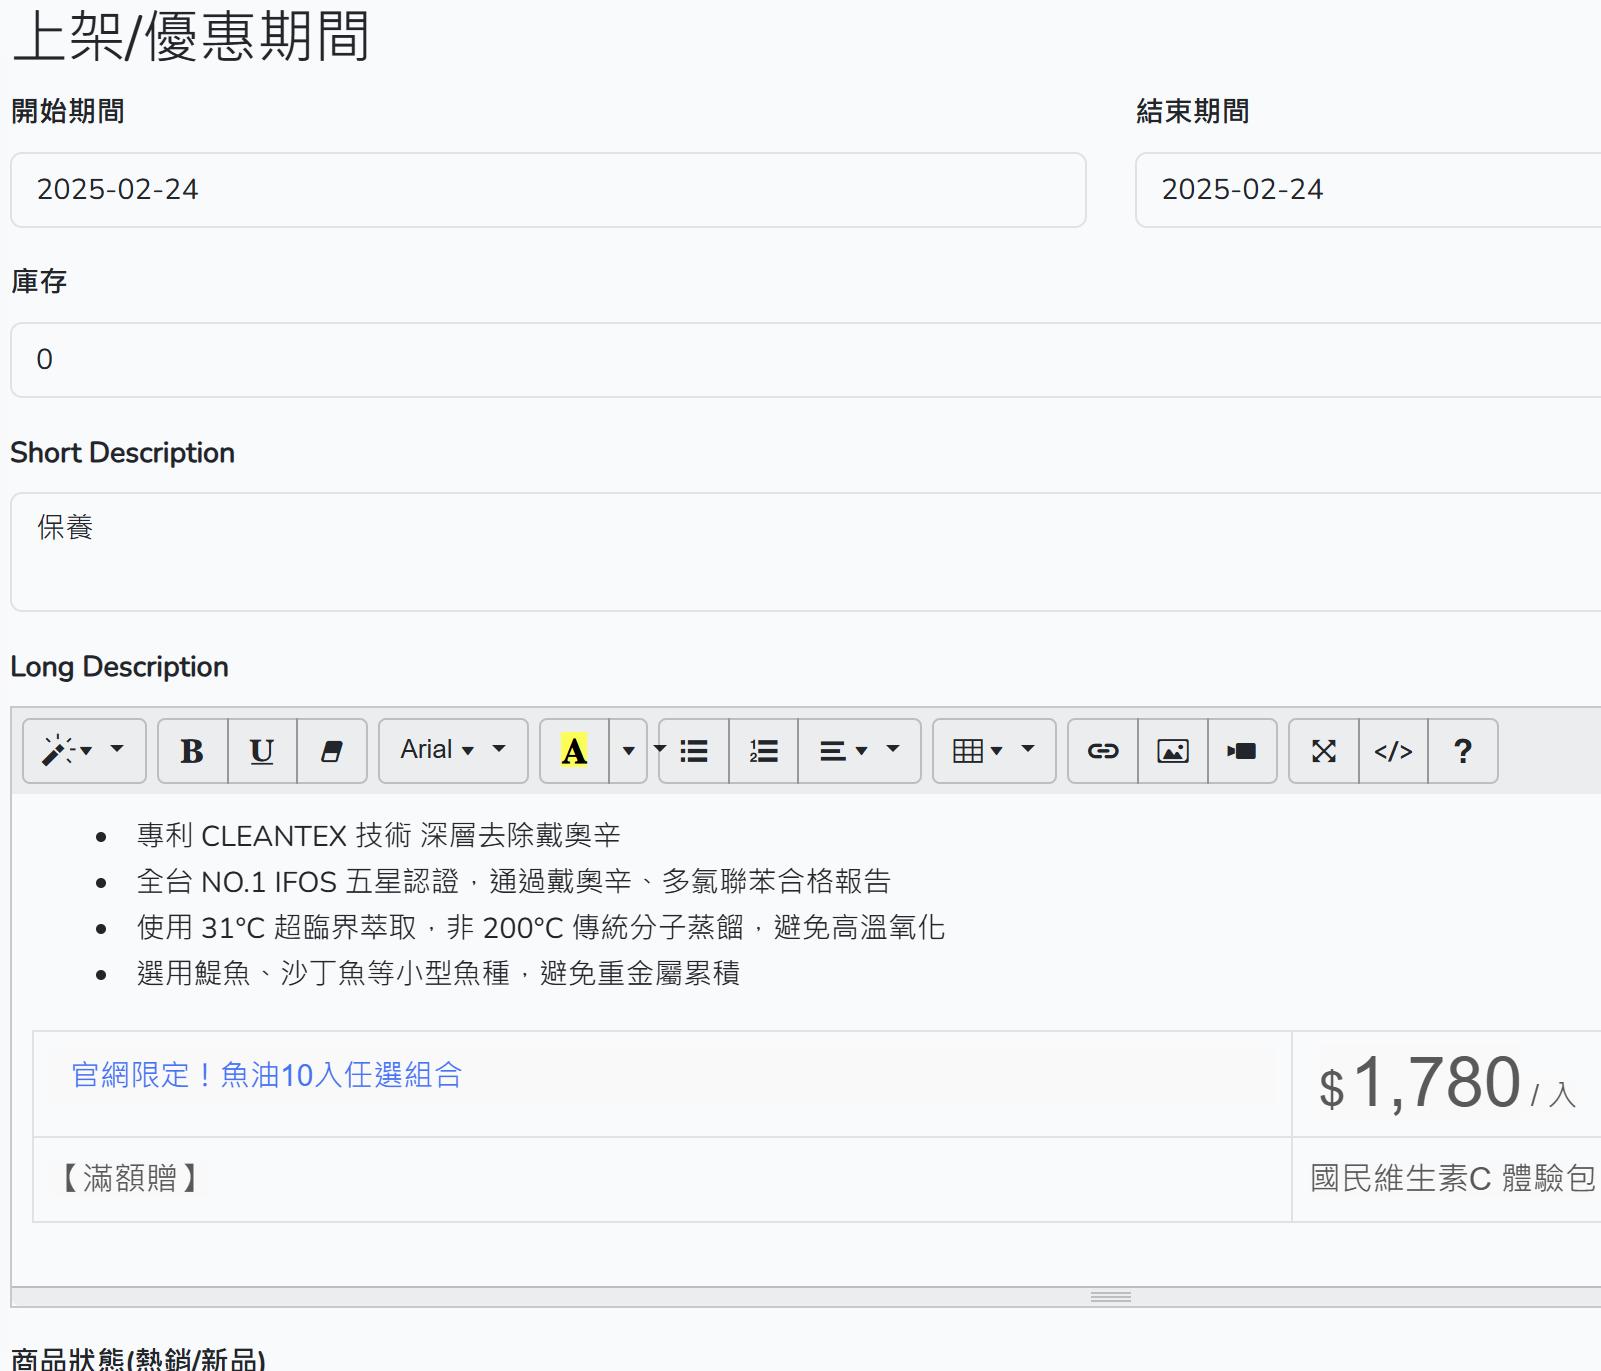 上架/優惠期間
開始期間
結束期間
2025-02-24
2025-02-24
庫存
0
Short Description
保養
Long Description
B U Arial A </> ?
專利 CLEANTEX 技術 深層去除戴奧辛
全台 NO.1 IFOS 五星認證，通過戴奧辛、多氯聯苯合格報告
使用 31°C 超臨界萃取，非 200°C 傳統分子蒸餾，避免高溫氧化
選用鯷魚、沙丁魚等小型魚種，避免重金屬累積
官網限定！魚油10入任選組合
$1,780 / 入
【滿額贈】
國民維生素C 體驗包
商品狀態(熱銷/新品)